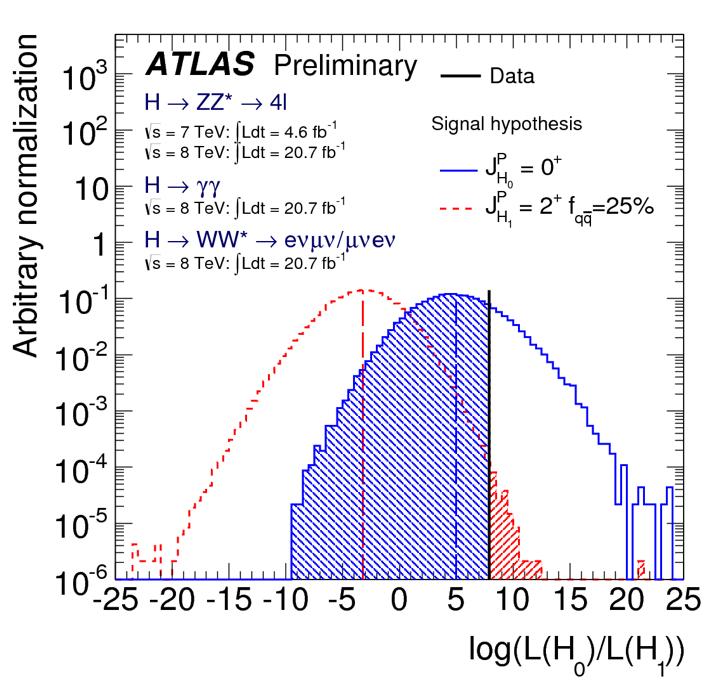 ATLAS Preliminary
H → ZZ* → 4l
√s = 7 TeV: ∫Ldt = 4.6 fb⁻¹
√s = 8 TeV: ∫Ldt = 20.7 fb⁻¹
H → γγ
√s = 8 TeV: ∫Ldt = 20.7 fb⁻¹
H → WW* → eνμν/μνeν
√s = 8 TeV: ∫Ldt = 20.7 fb⁻¹
Data
Signal hypothesis
J^P_H₀ = 0⁺
J^P_H₁ = 2⁺ f_qq̅=25%
Arbitrary normalization
10³
10²
10
1
10⁻¹
10⁻²
10⁻³
10⁻⁴
10⁻⁵
10⁻⁶
-25 -20 -15 -10 -5 0 5 10 15 20 25
log(L(H₀)/L(H₁))